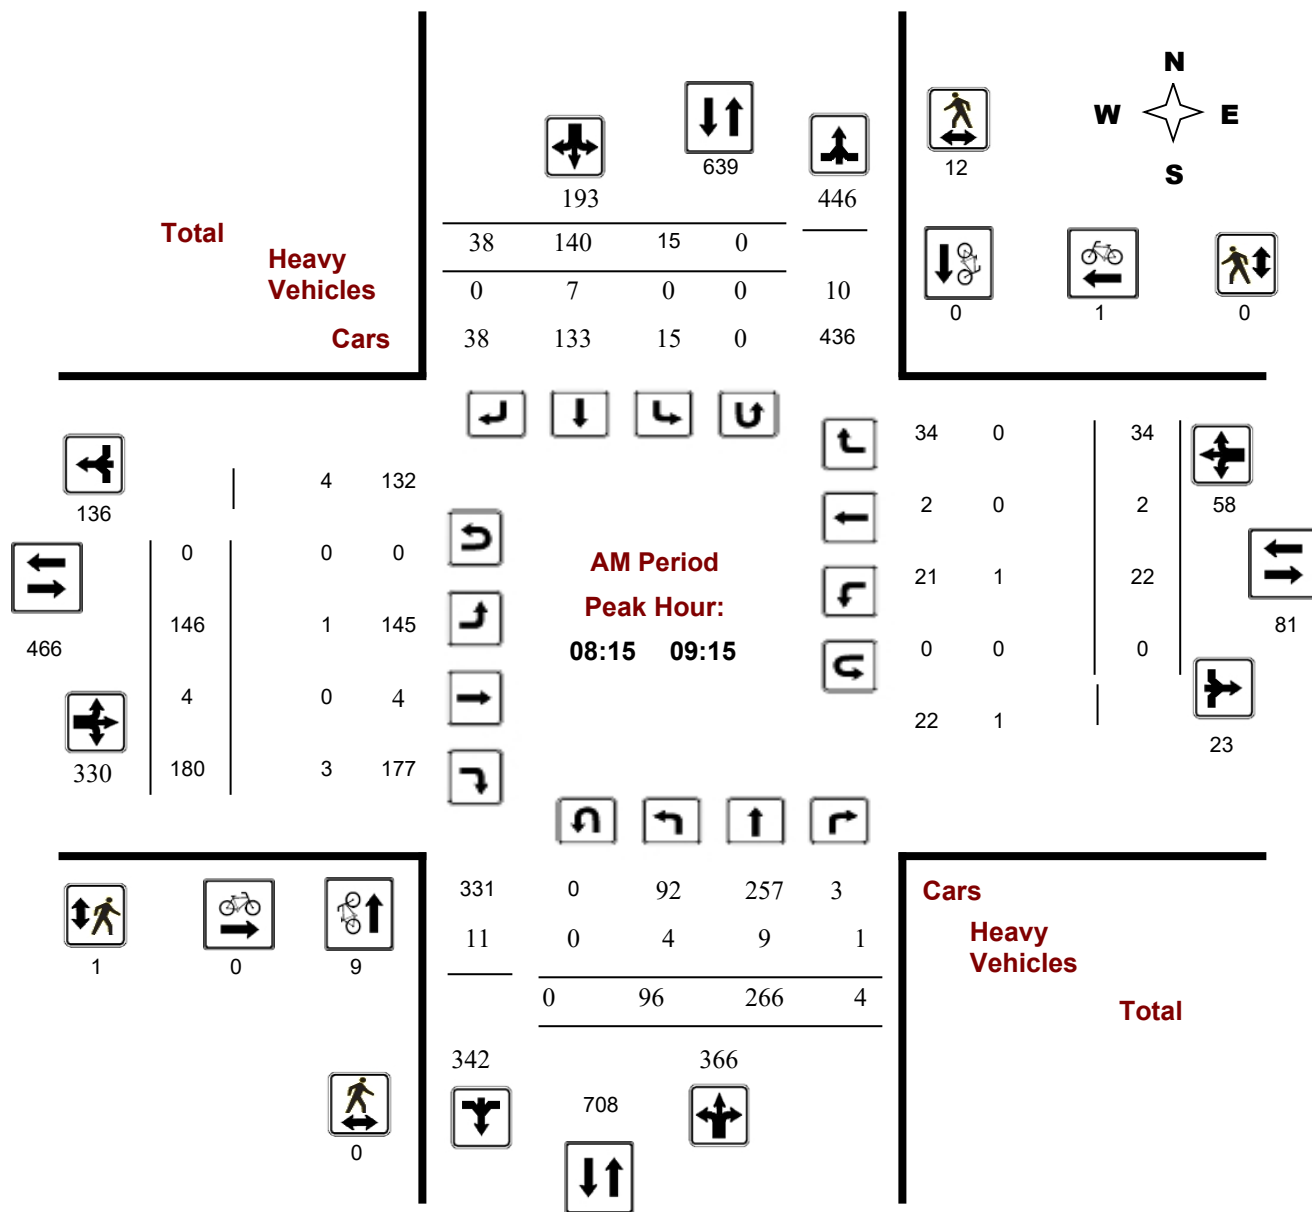 N
W E
S
639
12
193 446
Total
38 140 15 0
Heavy
Vehicles
0 7 0 0 10
0 1 0
Cars 38 133 15 0 436
34 0 34
4 132
136
2 0 2 58
0 0 0
AM Period
21 1 22
Peak Hour:
146 1 145
81
466
08:15 09:15
0 0 0
4 0 4
22 1
23
330 180 3 177
331 0 92 257 3 Cars
11 0 4 9 1 Heavy
Vehicles
1 0 9
0 96 266 4 Total
342 366
708
0